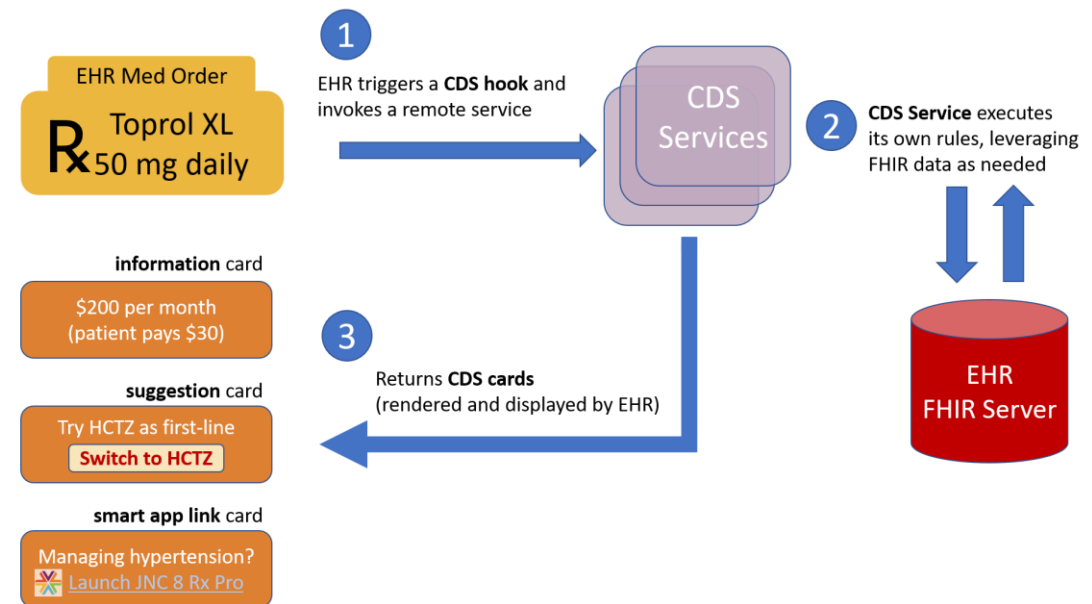 EHR Med Order
Rx
Toprol XL
50 mg daily
1
EHR triggers a CDS hook and
invokes a remote service
CDS
Services
2
CDS Service executes
its own rules, leveraging
FHIR data as needed
EHR
FHIR Server
3
Returns CDS cards
(rendered and displayed by EHR)
information card
$200 per month
(patient pays $30)
suggestion card
Try HCTZ as first-line
Switch to HCTZ
smart app link card
Managing hypertension?
Launch JNC 8 Rx Pro